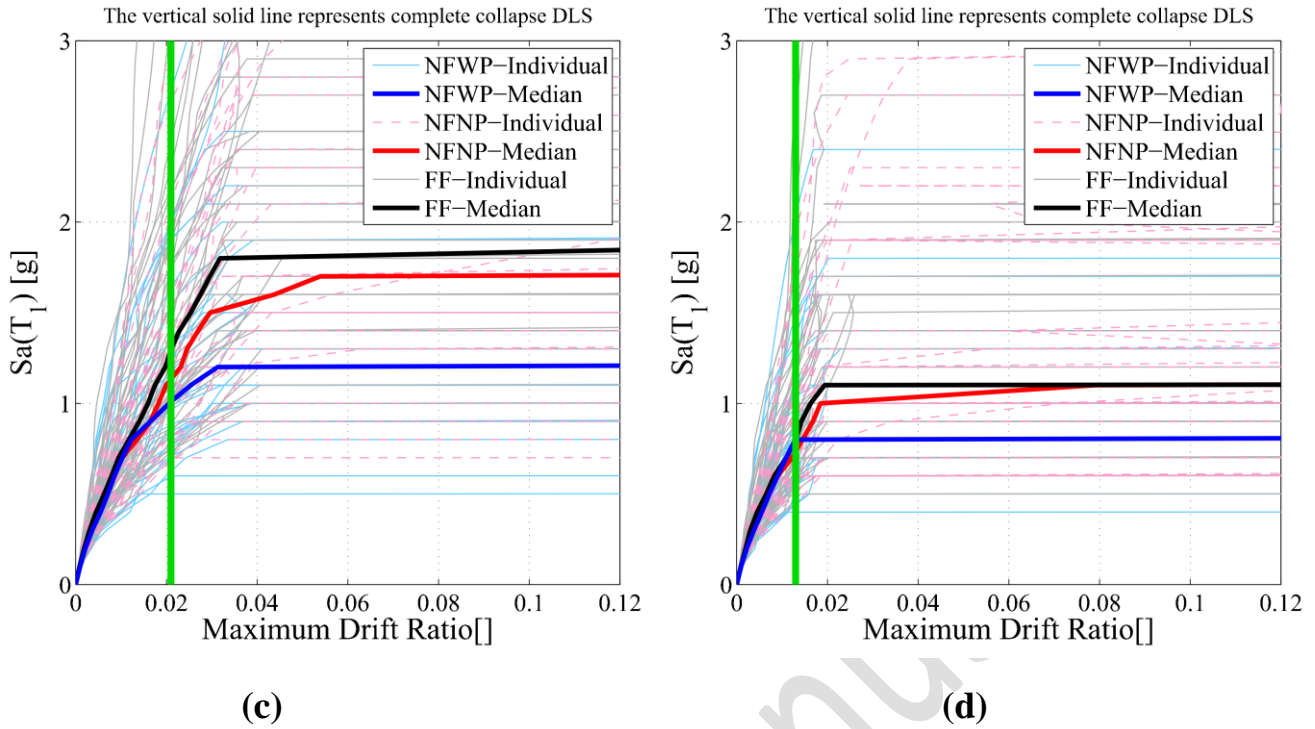 The vertical solid line represents complete collapse DLS
3
2
1
0
Sa(T1) [g]
NFWP−Individual
NFWP−Median
NFNP−Individual
NFNP−Median
FF−Individual
FF−Median
0 0.02 0.04 0.06 0.08 0.1 0.12
Maximum Drift Ratio[]
(c)
The vertical solid line represents complete collapse DLS
3
2
1
0
Sa(T1) [g]
NFWP−Individual
NFWP−Median
NFNP−Individual
NFNP−Median
FF−Individual
FF−Median
0 0.02 0.04 0.06 0.08 0.1 0.12
Maximum Drift Ratio[]
(d)